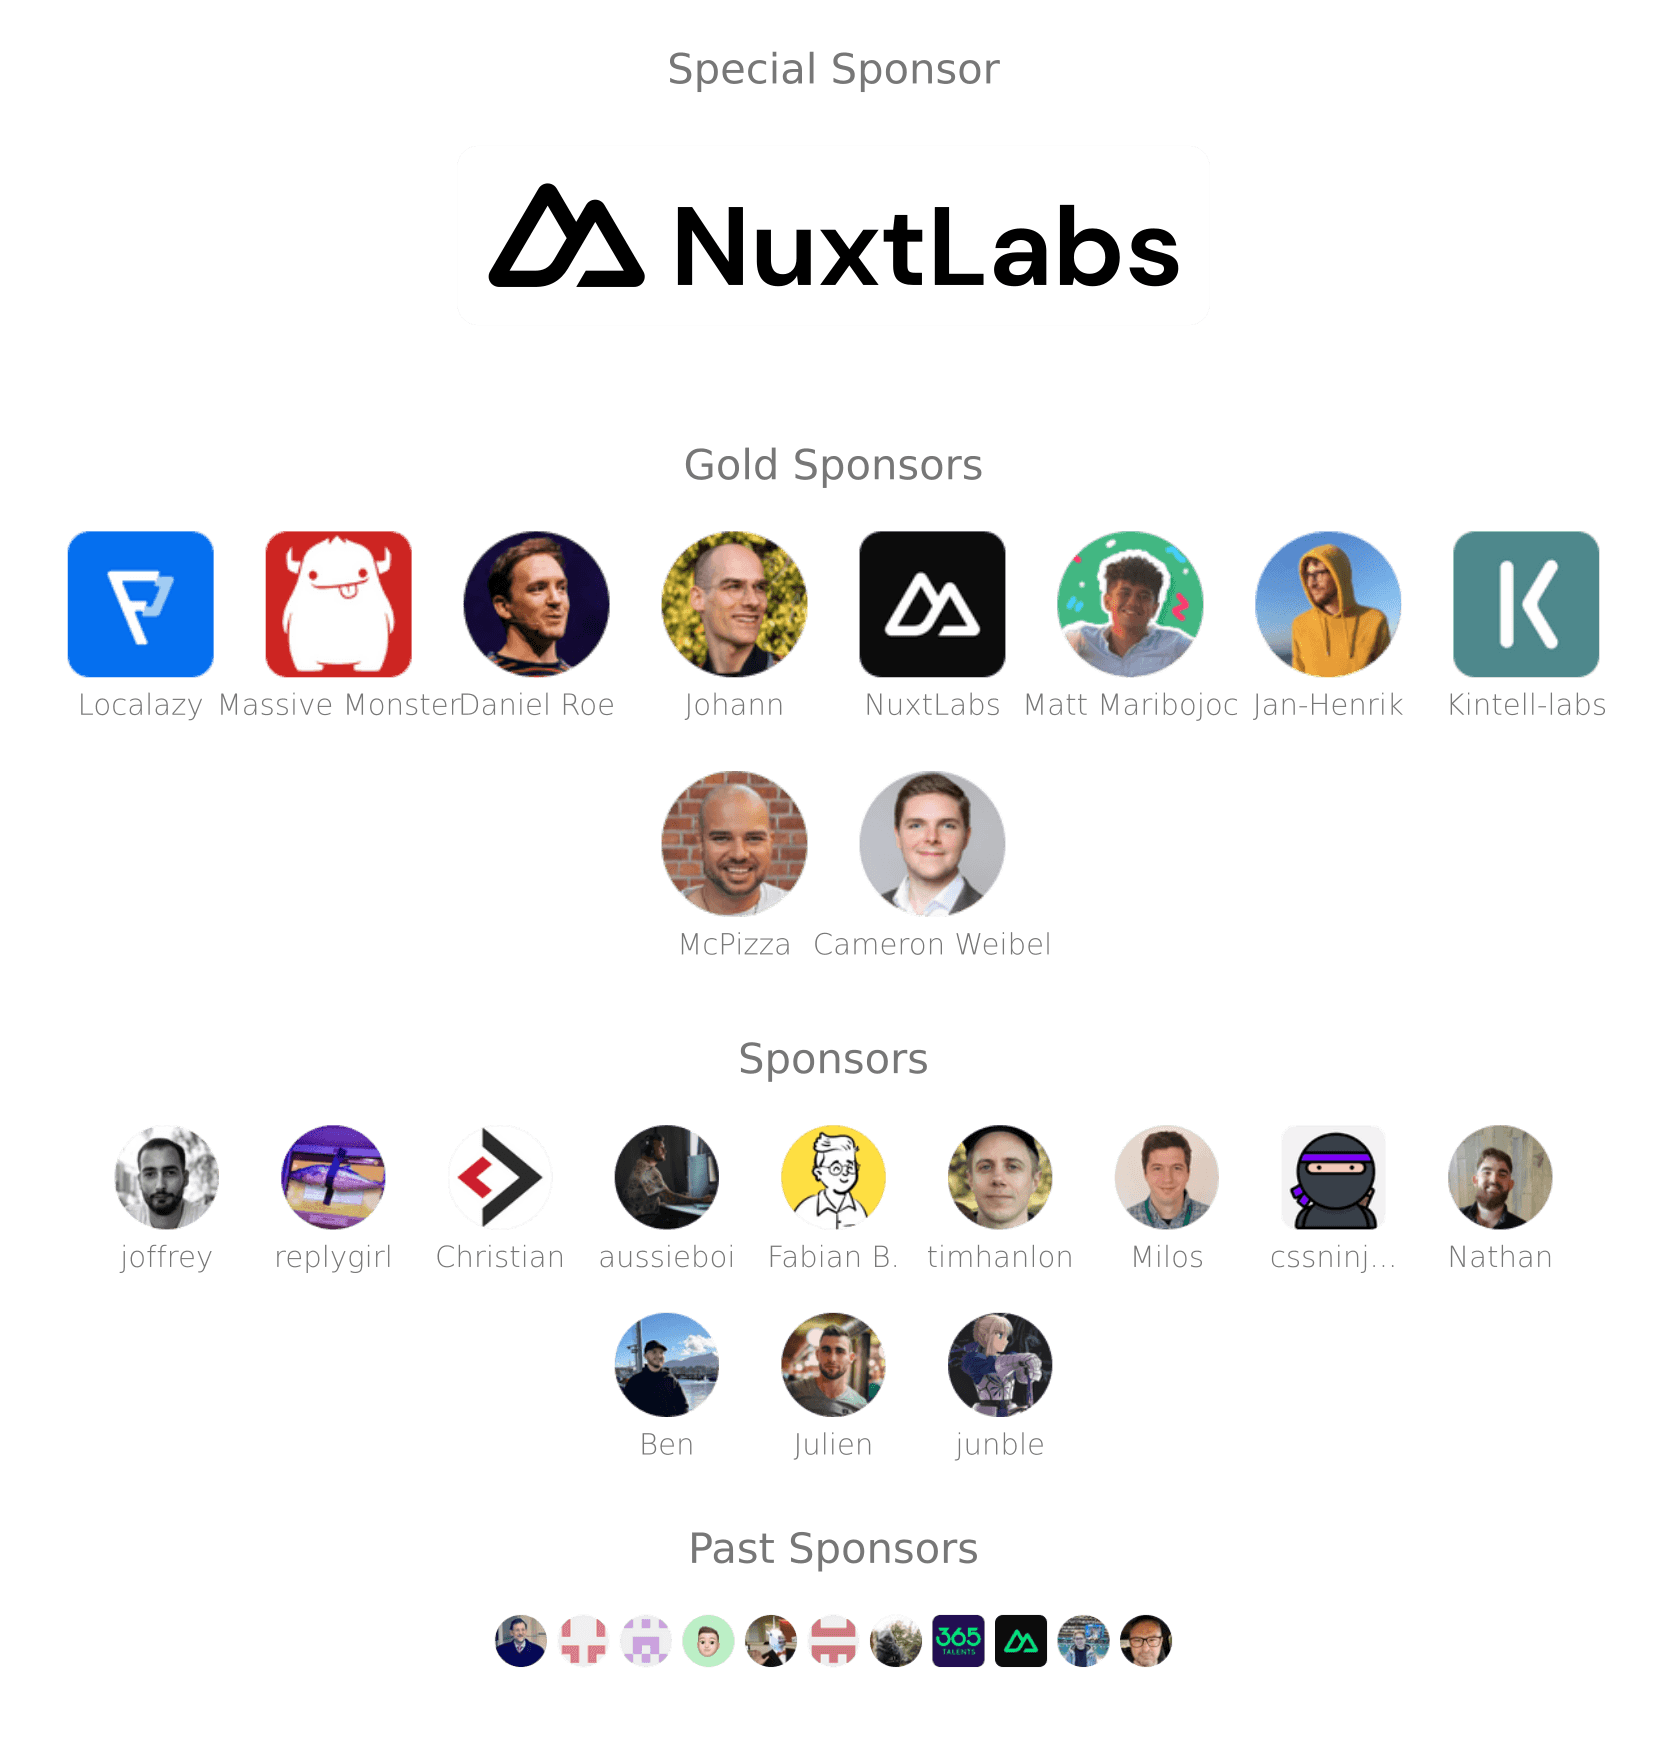 Special Sponsor
NuxtLabs
Gold Sponsors
Localazy Massive Monster Daniel Roe Johann NuxtLabs Matt Maribojoc Jan-Henrik Kintell-labs
McPizza Cameron Weibel
Sponsors
joffrey replygirl Christian aussieboi Fabian B. timhanlon Milos cssninj... Nathan
Ben Julien junble
Past Sponsors
365
TALENTS